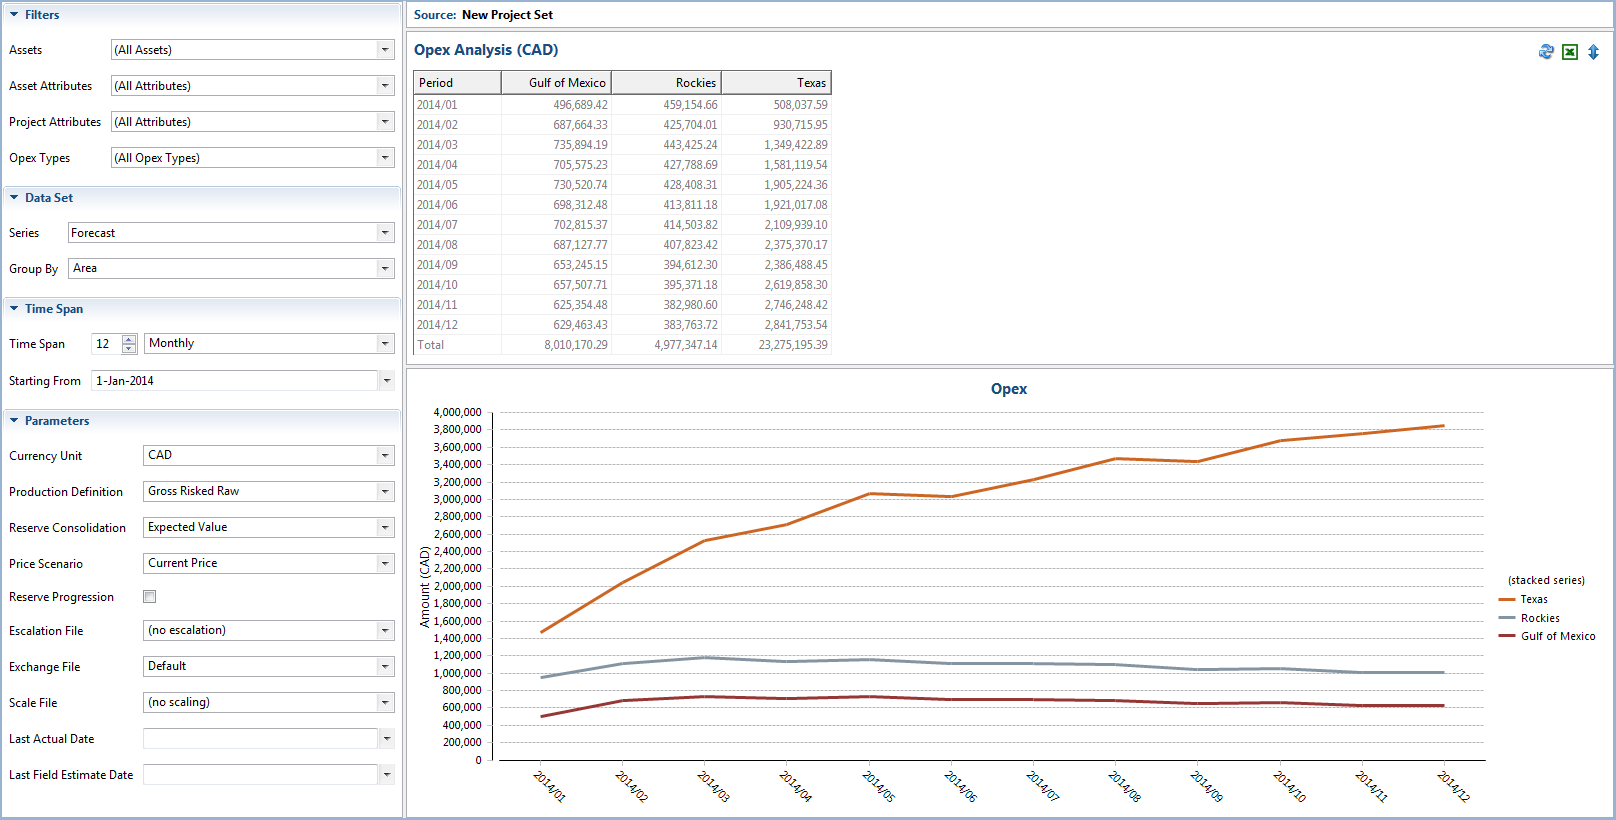 Filters
Assets (All Assets)
Asset Attributes (All Attributes)
Project Attributes (All Attributes)
Opex Types (All Opex Types)
Data Set
Series Forecast
Group By Area
Time Span
Time Span 12 Monthly
Starting From 1-Jan-2014
Parameters
Currency Unit CAD
Production Definition Gross Risked Raw
Reserve Consolidation Expected Value
Price Scenario Current Price
Reserve Progression
Escalation File (no escalation)
Exchange File Default
Scale File (no scaling)
Last Actual Date
Last Field Estimate Date
Source: New Project Set
Opex Analysis (CAD)
Period Gulf of Mexico Rockies Texas
2014/01 496,689.42 459,154.66 508,037.59
2014/02 687,664.33 425,704.01 930,715.95
2014/03 735,894.19 443,425.24 1,349,422.89
2014/04 705,575.23 427,788.69 1,581,119.54
2014/05 730,520.74 428,408.31 1,905,224.36
2014/06 698,312.48 413,811.18 1,921,017.08
2014/07 702,815.37 414,503.82 2,109,939.10
2014/08 687,127.77 407,823.42 2,375,370.17
2014/09 653,245.15 394,612.30 2,386,488.45
2014/10 657,507.71 395,371.18 2,619,858.30
2014/11 625,354.48 382,980.60 2,746,248.42
2014/12 629,463.43 383,763.72 2,841,753.54
Total 8,010,170.29 4,977,347.14 23,275,195.39
Opex
Amount (CAD)
4,000,000
3,800,000
3,600,000
3,400,000
3,200,000
3,000,000
2,800,000
2,600,000
2,400,000
2,200,000
2,000,000
1,800,000
1,600,000
1,400,000
1,200,000
1,000,000
800,000
600,000
400,000
200,000
0
2014/01 2014/02 2014/03 2014/04 2014/05 2014/06 2014/07 2014/08 2014/09 2014/10 2014/11 2014/12
(stacked series)
Texas
Rockies
Gulf of Mexico